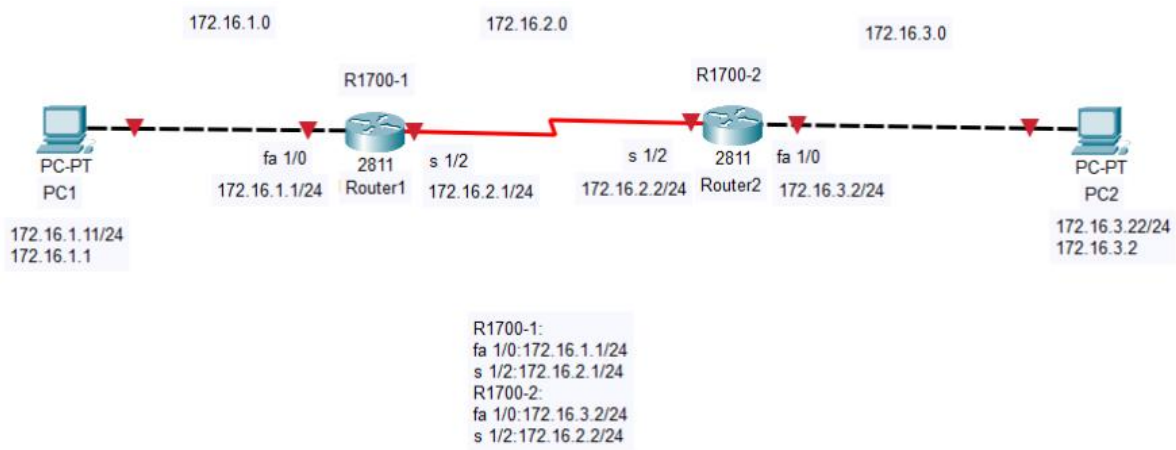 172.16.1.0
172.16.2.0
172.16.3.0
R1700-1
R1700-2
PC-PT
PC1
172.16.1.11/24
172.16.1.1
fa 1/0
172.16.1.1/24
2811
Router1
s 1/2
172.16.2.1/24
s 1/2
172.16.2.2/24
2811
Router2
fa 1/0
172.16.3.2/24
PC-PT
PC2
172.16.3.22/24
172.16.3.2
R1700-1:
fa 1/0:172.16.1.1/24
s 1/2:172.16.2.1/24
R1700-2:
fa 1/0:172.16.3.2/24
s 1/2:172.16.2.2/24